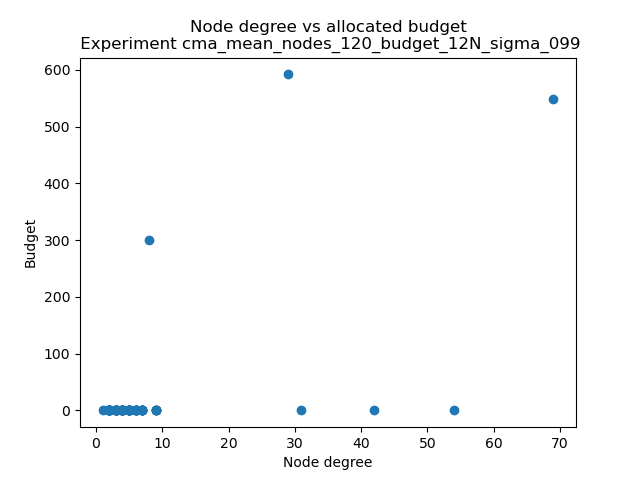 Node degree vs allocated budget
Experiment cma_mean_nodes_120_budget_12N_sigma_099
600
500
400
300
200
100
0
Budget
0 10 20 30 40 50 60 70
Node degree